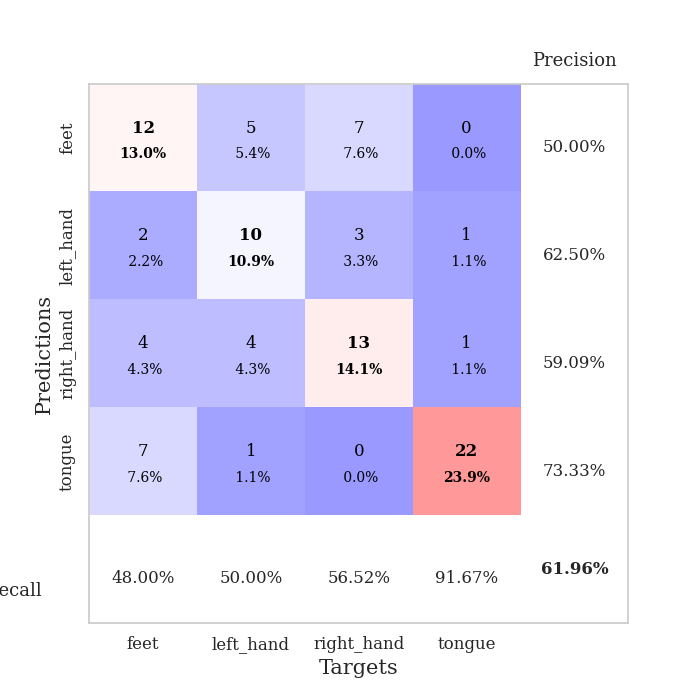 Precision
feet 12 5 7 0
13.0% 5.4% 7.6% 0.0% 50.00%
left_hand 2 10 3 1
2.2% 10.9% 3.3% 1.1% 62.50%
right_hand 4 4 13 1
4.3% 4.3% 14.1% 1.1% 59.09%
tongue 7 1 0 22
7.6% 1.1% 0.0% 23.9% 73.33%
Predictions
48.00% 50.00% 56.52% 91.67% 61.96%
ecall
feet left_hand right_hand tongue
Targets